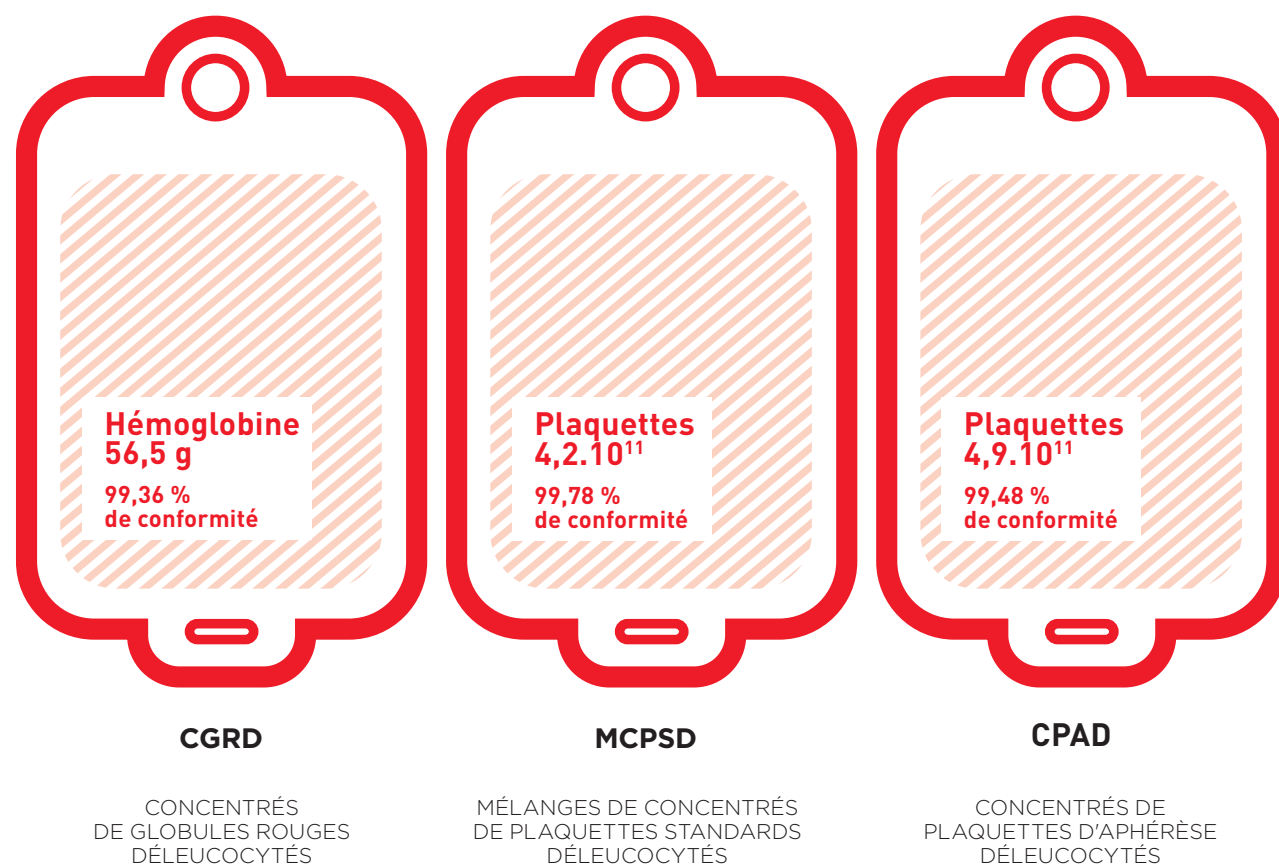 Hémoglobine
56,5 g
99,36 %
de conformité
Plaquettes
4,2.10¹¹
99,78 %
de conformité
Plaquettes
4,9.10¹¹
99,48 %
de conformité
CGRD
CONCENTRÉS
DE GLOBULES ROUGES
DÉLEUCOCYTÉS
MCPSD
MÉLANGES DE CONCENTRÉS
DE PLAQUETTES STANDARDS
DÉLEUCOCYTÉS
CPAD
CONCENTRÉS DE
PLAQUETTES D'APHÉRÈSE
DÉLEUCOCYTÉS